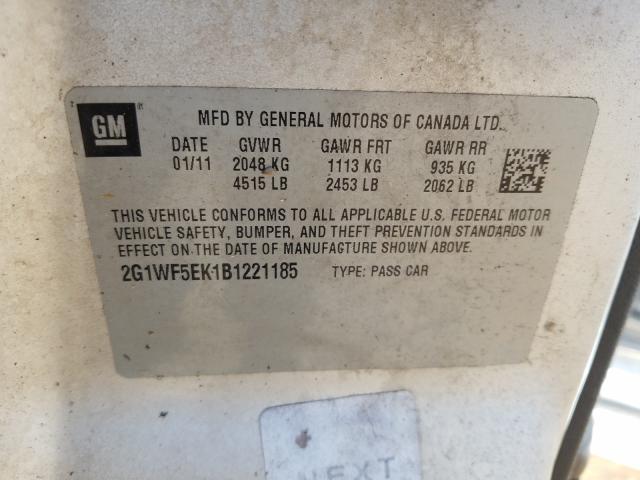 GM
MFD BY GENERAL MOTORS OF CANADA LTD.
DATE GVWR GAWR FRT GAWR RR
01/11 2048 KG 1113 KG 935 KG
4515 LB 2453 LB 2062 LB
THIS VEHICLE CONFORMS TO ALL APPLICABLE U.S. FEDERAL MOTOR
VEHICLE SAFETY, BUMPER, AND THEFT PREVENTION STANDARDS IN
EFFECT ON THE DATE OF MANUFACTURE SHOWN ABOVE.
2G1WF5EK1B1221185 TYPE: PASS CAR
NEXT